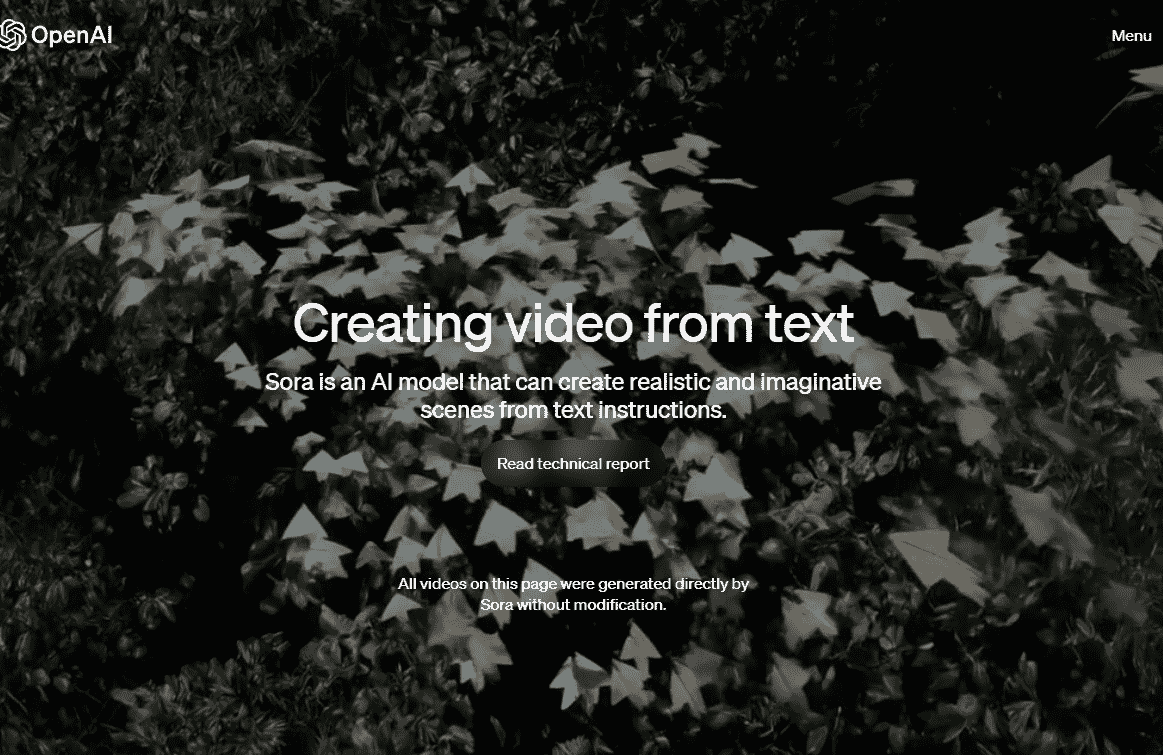 OpenAI
Menu
Creating video from text
Sora is an AI model that can create realistic and imaginative
scenes from text instructions.
Read technical report
All videos on this page were generated directly by
Sora without modification.